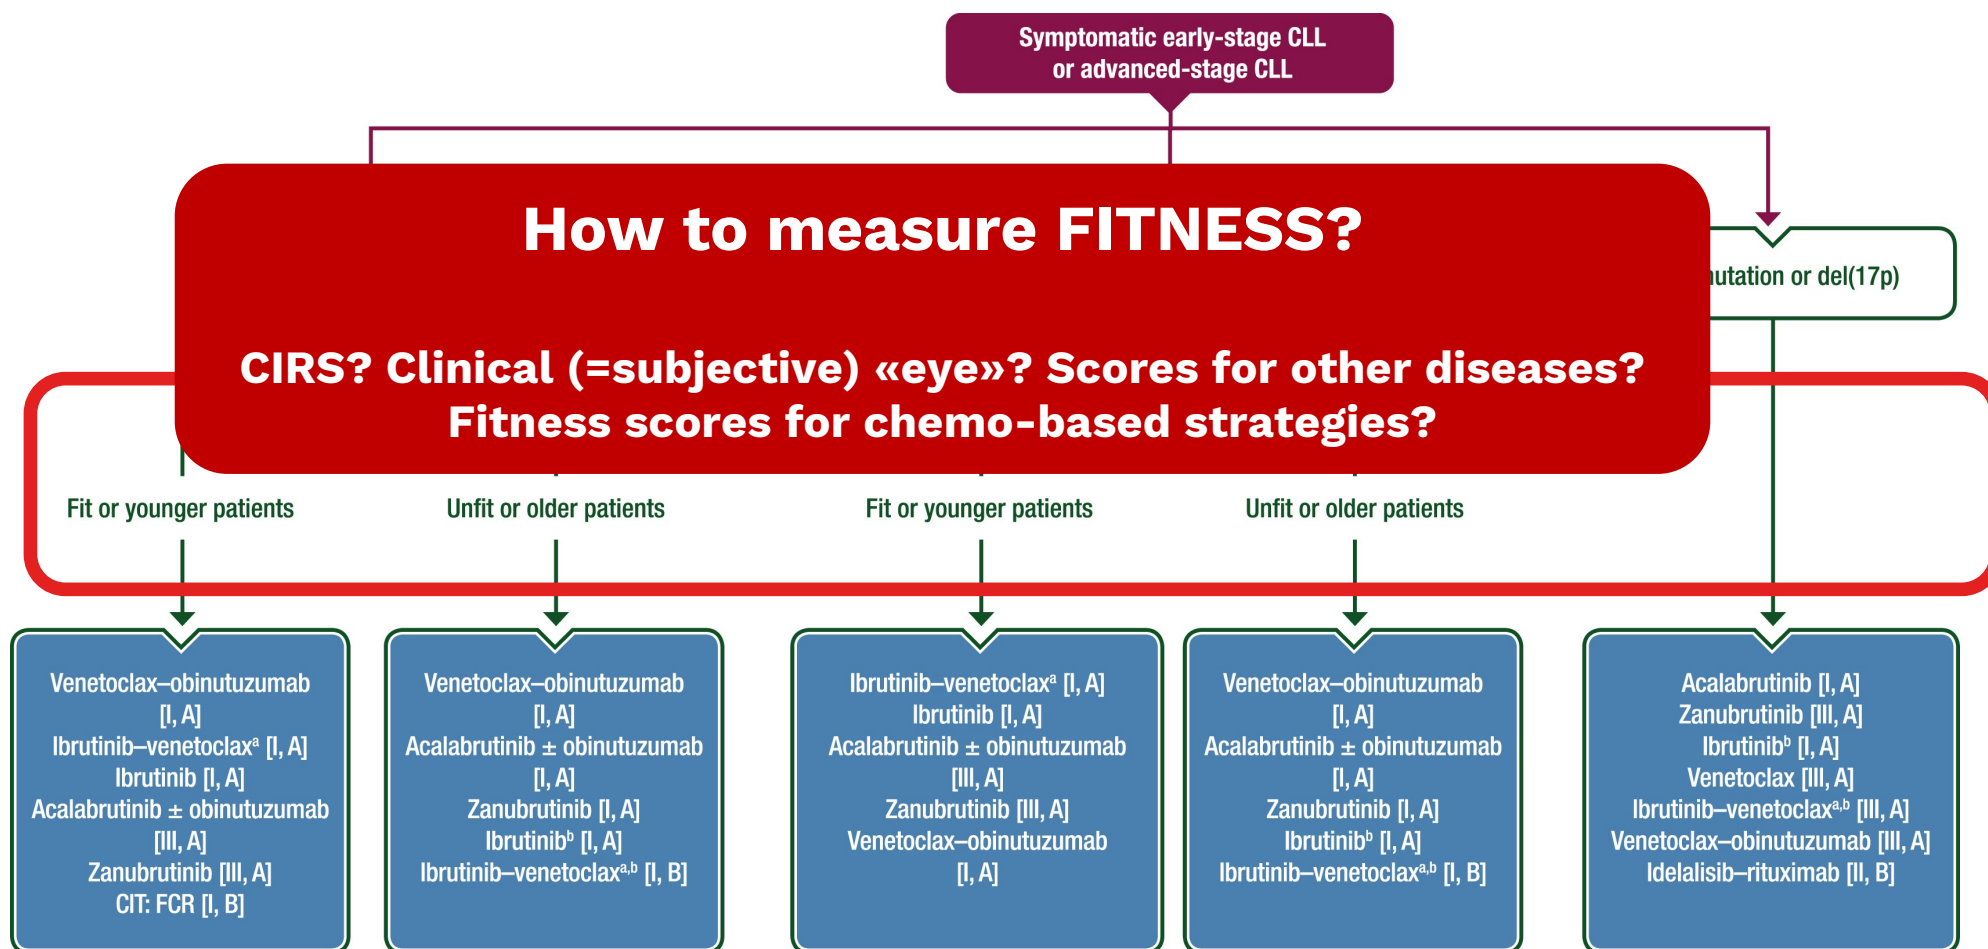 Symptomatic early-stage CLL
or advanced-stage CLL
How to measure FITNESS?
mutation or del(17p)
CIRS? Clinical (=subjective) «eye»? Scores for other diseases?
Fitness scores for chemo-based strategies?
Fit or younger patients
Unfit or older patients
Fit or younger patients
Unfit or older patients
Venetoclax–obinutuzumab
[I, A]
Ibrutinib–venetoclaxᵃ [I, A]
Ibrutinib [I, A]
Acalabrutinib ± obinutuzumab
[III, A]
Zanubrutinib [III, A]
CIT: FCR [I, B]
Venetoclax–obinutuzumab
[I, A]
Acalabrutinib ± obinutuzumab
[I, A]
Zanubrutinib [I, A]
Ibrutinibᵇ [I, A]
Ibrutinib–venetoclaxᵃ,ᵇ [I, B]
Ibrutinib–venetoclaxᵃ [I, A]
Ibrutinib [I, A]
Acalabrutinib ± obinutuzumab
[III, A]
Zanubrutinib [III, A]
Venetoclax–obinutuzumab
[I, A]
Venetoclax–obinutuzumab
[I, A]
Acalabrutinib ± obinutuzumab
[I, A]
Zanubrutinib [I, A]
Ibrutinibᵇ [I, A]
Ibrutinib–venetoclaxᵃ,ᵇ [I, B]
Acalabrutinib [I, A]
Zanubrutinib [III, A]
Ibrutinibᵇ [I, A]
Venetoclax [III, A]
Ibrutinib–venetoclaxᵃ,ᵇ [III, A]
Venetoclax–obinutuzumab [III, A]
Idelalisib–rituximab [II, B]